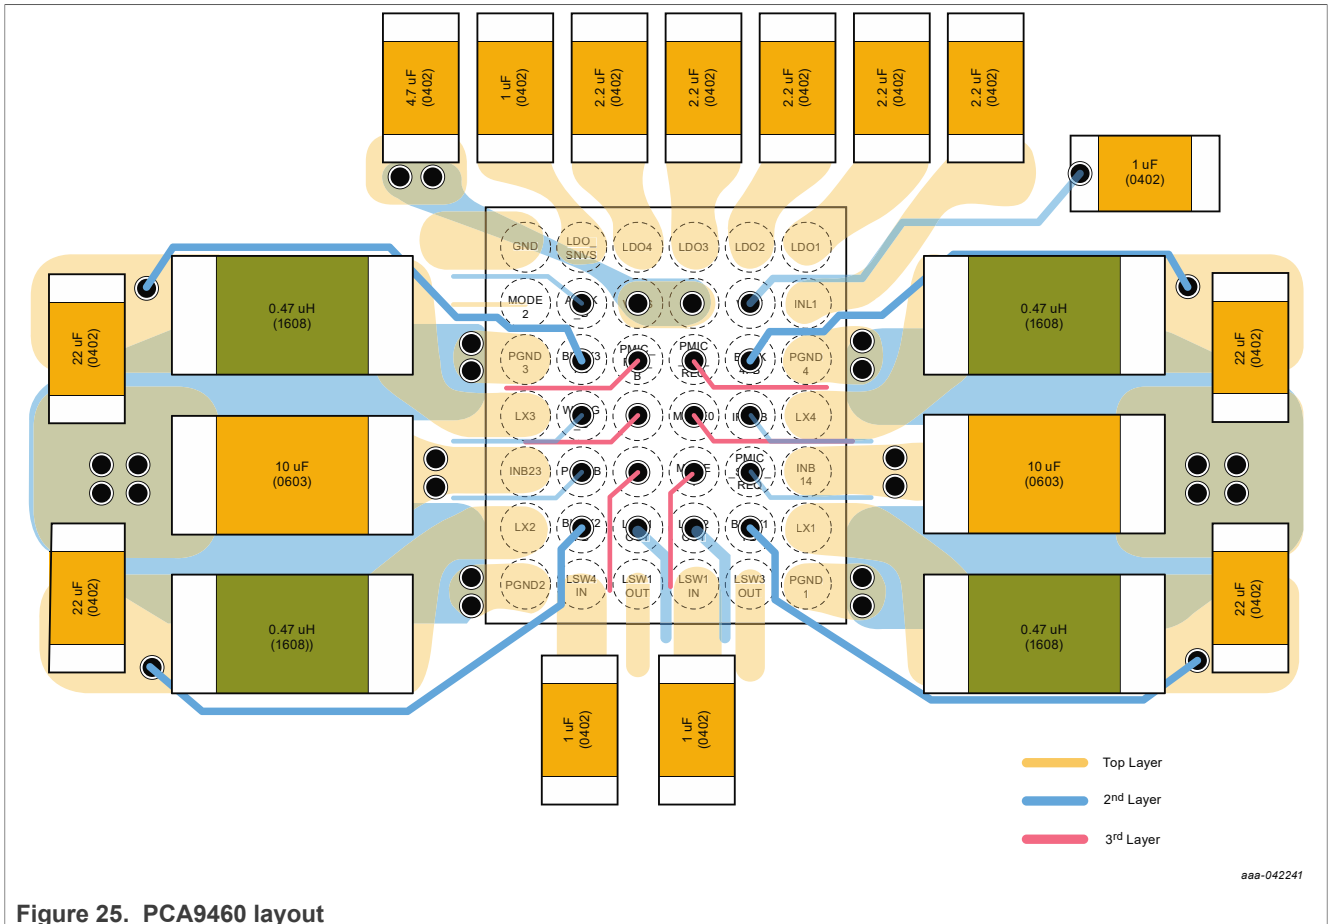 4.7 uF
(0402)
1 uF
(0402)
2.2 uF
(0402)
2.2 uF
(0402)
2.2 uF
(0402)
2.2 uF
(0402)
2.2 uF
(0402)
1 uF
(0402)
GND
LDO_
SNVS
LDO4
LDO3
LDO2
LDO1
MODE
2
INL1
22 uF
(0402)
0.47 uH
(1608)
0.47 uH
(1608)
22 uF
(0402)
PGND
3
PMIC_
B
PMIC
PGND
4
LX3
LX4
10 uF
(0603)
INB23
PMIC
REQ
INB
14
10 uF
(0603)
LX2
LX1
22 uF
(0402)
0.47 uH
(1608))
PGND2
LSW4
IN
LSW1
OUT
LSW1
IN
LSW3
OUT
PGND
1
0.47 uH
(1608)
22 uF
(0402)
1 uF
(0402)
1 uF
(0402)
Top Layer
2nd Layer
3rd Layer
aaa-042241
Figure 25. PCA9460 layout